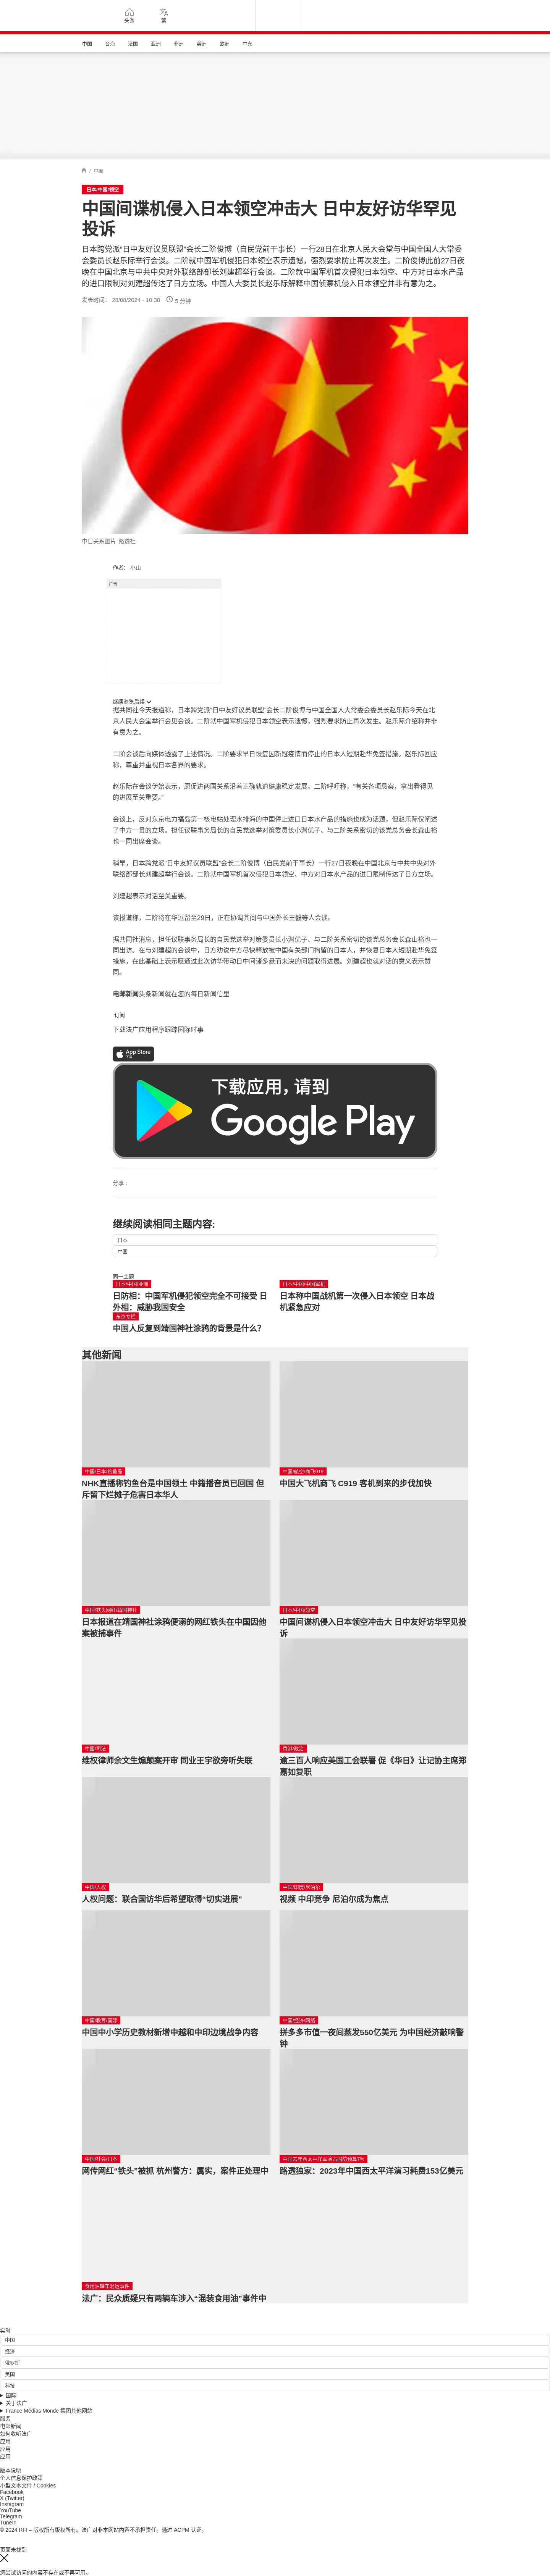 头条
繁
中国
台海
法国
亚洲
非洲
美洲
欧洲
中东
/ 中国
日本/中国/领空
中国间谍机侵入日本领空冲击大 日中友好访华罕见
投诉
日本跨党派“日中友好议员联盟”会长二阶俊博（自民党前干事长）一行28日在北京人民大会堂与中国全国人大常委
会委员长赵乐际举行会谈。二阶就中国军机侵犯日本领空表示遗憾，强烈要求防止再次发生。二阶俊博此前27日夜
晚在中国北京与中共中央对外联络部部长刘建超举行会谈。二阶就中国军机首次侵犯日本领空、中方对日本水产品
的进口限制对刘建超传达了日方立场。中国人大委员长赵乐际解释中国侦察机侵入日本领空并非有意为之。
发表时间： 28/08/2024 - 10:38
5 分钟
中日关系图片 路透社
作者： 小山
广告
继续浏览后续
据共同社今天报道称，日本跨党派“日中友好议员联盟”会长二阶俊博与中国全国人大常委会委员长赵乐际今天在北
京人民大会堂举行会见会谈。二阶就中国军机侵犯日本领空表示遗憾，强烈要求防止再次发生。赵乐际介绍称并非
有意为之。
二阶会谈后向媒体透露了上述情况。二阶要求早日恢复因新冠疫情而停止的日本人短期赴华免签措施。赵乐际回应
称，尊重并重视日本各界的要求。
赵乐际在会谈伊始表示，愿促进两国关系沿着正确轨道健康稳定发展。二阶呼吁称，“有关各项悬案，拿出看得见
的进展至关重要。”
会谈上，反对东京电力福岛第一核电站处理水排海的中国停止进口日本水产品的措施也成为话题，但赵乐际仅阐述
了中方一贯的立场。担任议联事务局长的自民党选举对策委员长小渊优子、与二阶关系密切的该党总务会长森山裕
也一同出席会谈。
稍早，日本跨党派“日中友好议员联盟”会长二阶俊博（自民党前干事长）一行27日夜晚在中国北京与中共中央对外
联络部部长刘建超举行会谈。二阶就中国军机首次侵犯日本领空、中方对日本水产品的进口限制传达了日方立场。
刘建超表示对话至关重要。
该报道称，二阶将在华逗留至29日，正在协调其间与中国外长王毅等人会谈。
据共同社消息，担任议联事务局长的自民党选举对策委员长小渊优子、与二阶关系密切的该党总务会长森山裕也一
同出访。在与刘建超的会谈中，日方劝说中方尽快释放被中国有关部门拘留的日本人，并恢复日本人短期赴华免签
措施，在此基础上表示愿通过此次访华带动日中间诸多悬而未决的问题取得进展。刘建超也就对话的意义表示赞
同。
电邮新闻头条新闻就在您的每日新闻信里
订阅
下载法广应用程序跟踪国际时事
App Store
下载
下载应用，请到
Google Play
分享 :
继续阅读相同主题内容:
日本
中国
同一主题
日本/中国/亚洲
日防相：中国军机侵犯领空完全不可接受 日
外相：威胁我国安全
日本/中国/中国军机
日本称中国战机第一次侵入日本领空 日本战
机紧急应对
东京专栏
中国人反复到靖国神社涂鸦的背景是什么?
其他新闻
中国/日本/钓鱼岛
NHK直播称钓鱼台是中国领土 中籍播音员已回国 但
斥留下烂摊子危害日本华人
中国/航空/商飞919
中国大飞机商飞 C919 客机到来的步伐加快
中国/铁头网红/靖国神社
日本报道在靖国神社涂鸦便溺的网红铁头在中国因他
案被捕事件
日本/中国/领空
中国间谍机侵入日本领空冲击大 日中友好访华罕见投
诉
中国/司法
维权律师余文生煽颠案开审 同业王宇欲旁听失联
香港/政治
逾三百人响应美国工会联署 促《华日》让记协主席郑
嘉如复职
中国/人权
人权问题：联合国访华后希望取得“切实进展”
中国/印度/尼泊尔
视频 中印竞争 尼泊尔成为焦点
中国/教育/国际
中国中小学历史教材新增中越和中印边境战争内容
中国/经济/网络
拼多多市值一夜间蒸发550亿美元 为中国经济敲响警
钟
中国/社会/日本
网传网红“铁头”被抓 杭州警方：属实，案件正处理中
中国去年西太平洋军演占国防预算7%
路透独家：2023年中国西太平洋演习耗费153亿美元
食用油罐车混运事件
法广：民众质疑只有两辆车涉入“混装食用油”事件中
实时
中国
经济
俄罗斯
美国
科技
国际
关于法广
France Médias Monde 集团其他网站
服务
电邮新闻
如何收听法广
应用
应用
应用
版本说明
个人信息保护政策
小型文本文件 / Cookies
Facebook
X (Twitter)
Instagram
YouTube
Telegram
TuneIn
© 2024 RFI – 版权所有版权所有。法广对非本网站内容不承担责任。通过 ACPM 认证。
页面未找到
您尝试访问的内容不存在或不再可用。